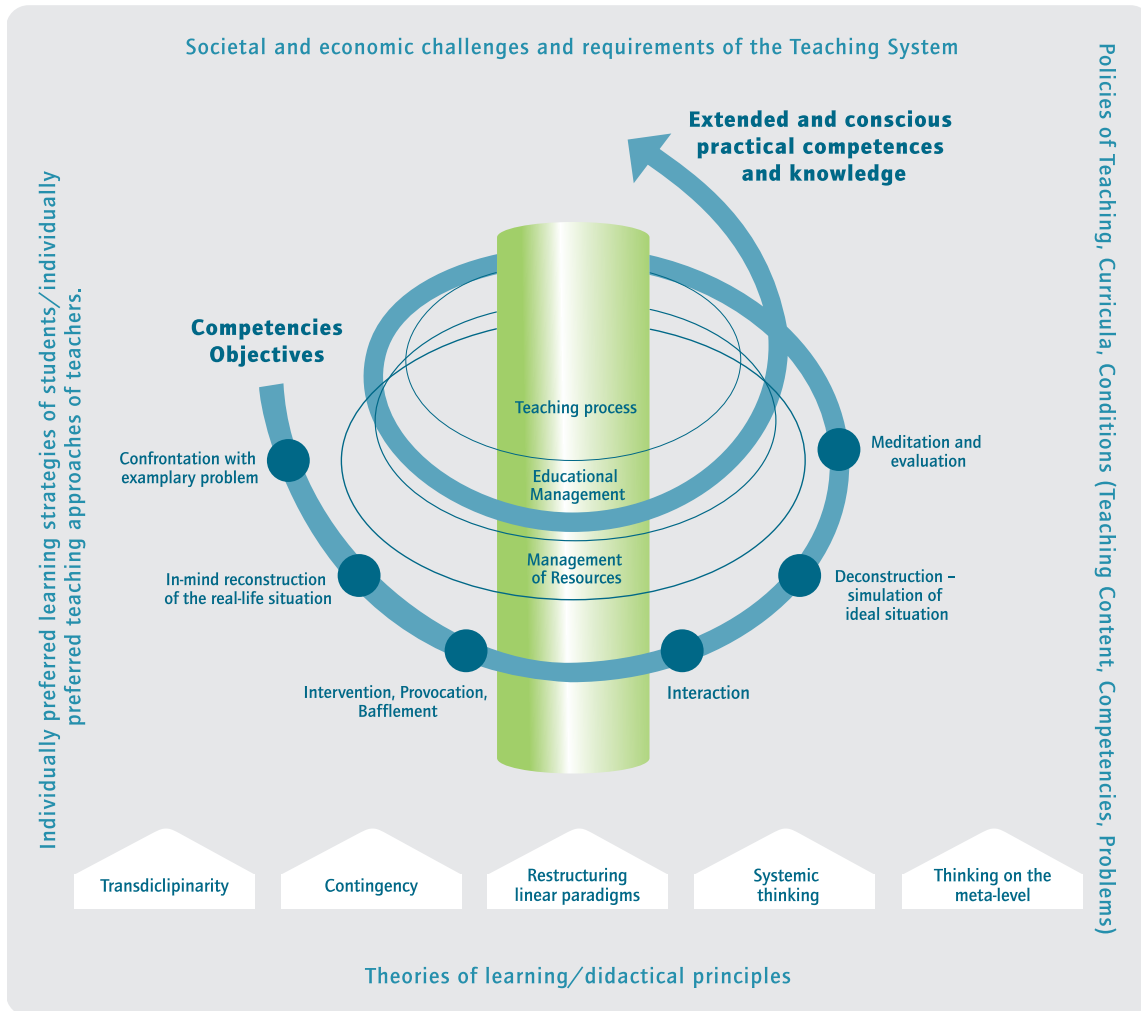 Societal and economic challenges and requirements of the Teaching System
Individually preferred learning strategies of students/individually
preferred teaching approaches of teachers.
Policies of Teaching, Curricula, Conditions (Teaching Content, Competencies, Problems)
Extended and conscious
practical competences
and knowledge
Competencies
Objectives
Teaching process
Educational
Management
Management
of Resources
Confrontation with
examplary problem
In-mind reconstruction
of the real-life situation
Intervention, Provocation,
Bafflement
Interaction
Deconstruction –
simulation of
ideal situation
Meditation and
evaluation
Transdiclipinarity
Contingency
Restructuring
linear paradigms
Systemic
thinking
Thinking on the
meta-level
Theories of learning/didactical principles